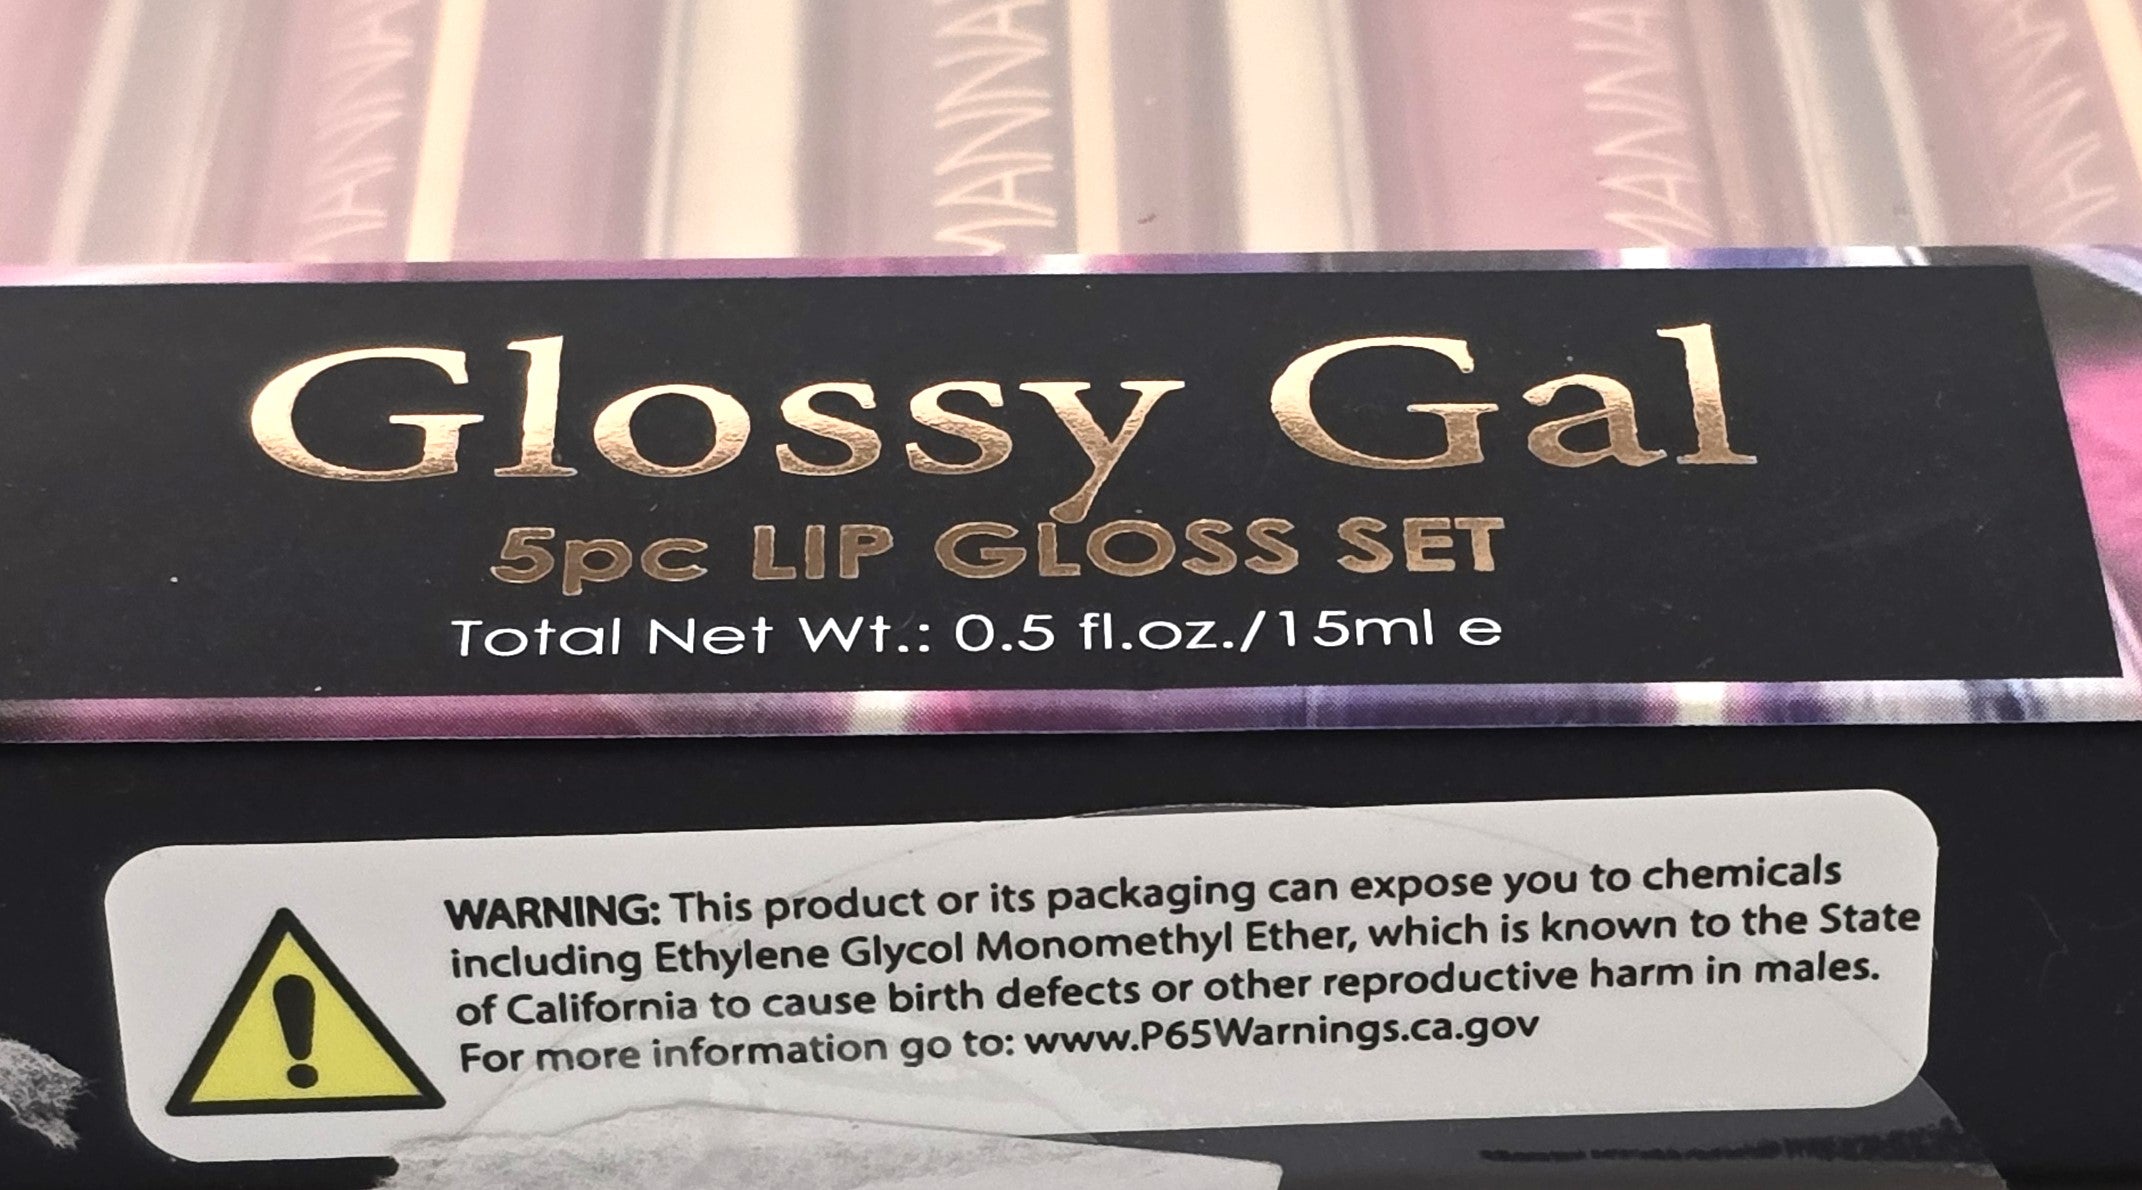 Glossy Gal
5pc LIP GLOSS SET
Total Net Wt.: 0.5 fl.oz./15ml e
WARNING: This product or its packaging can expose you to chemicals
including Ethylene Glycol Monomethyl Ether, which is known to the State
of California to cause birth defects or other reproductive harm in males.
For more information go to: www.P65Warnings.ca.gov